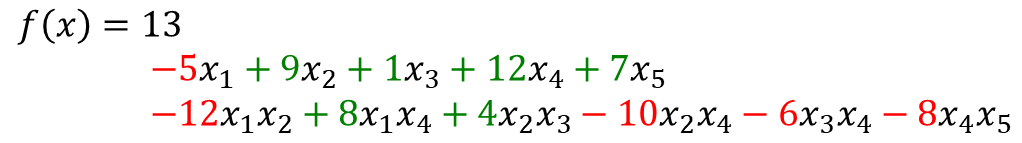 f(x) = 13
−5x₁ + 9x₂ + 1x₃ + 12x₄ + 7x₅
−12x₁x₂ + 8x₁x₄ + 4x₂x₃ − 10x₂x₄ − 6x₃x₄ − 8x₄x₅